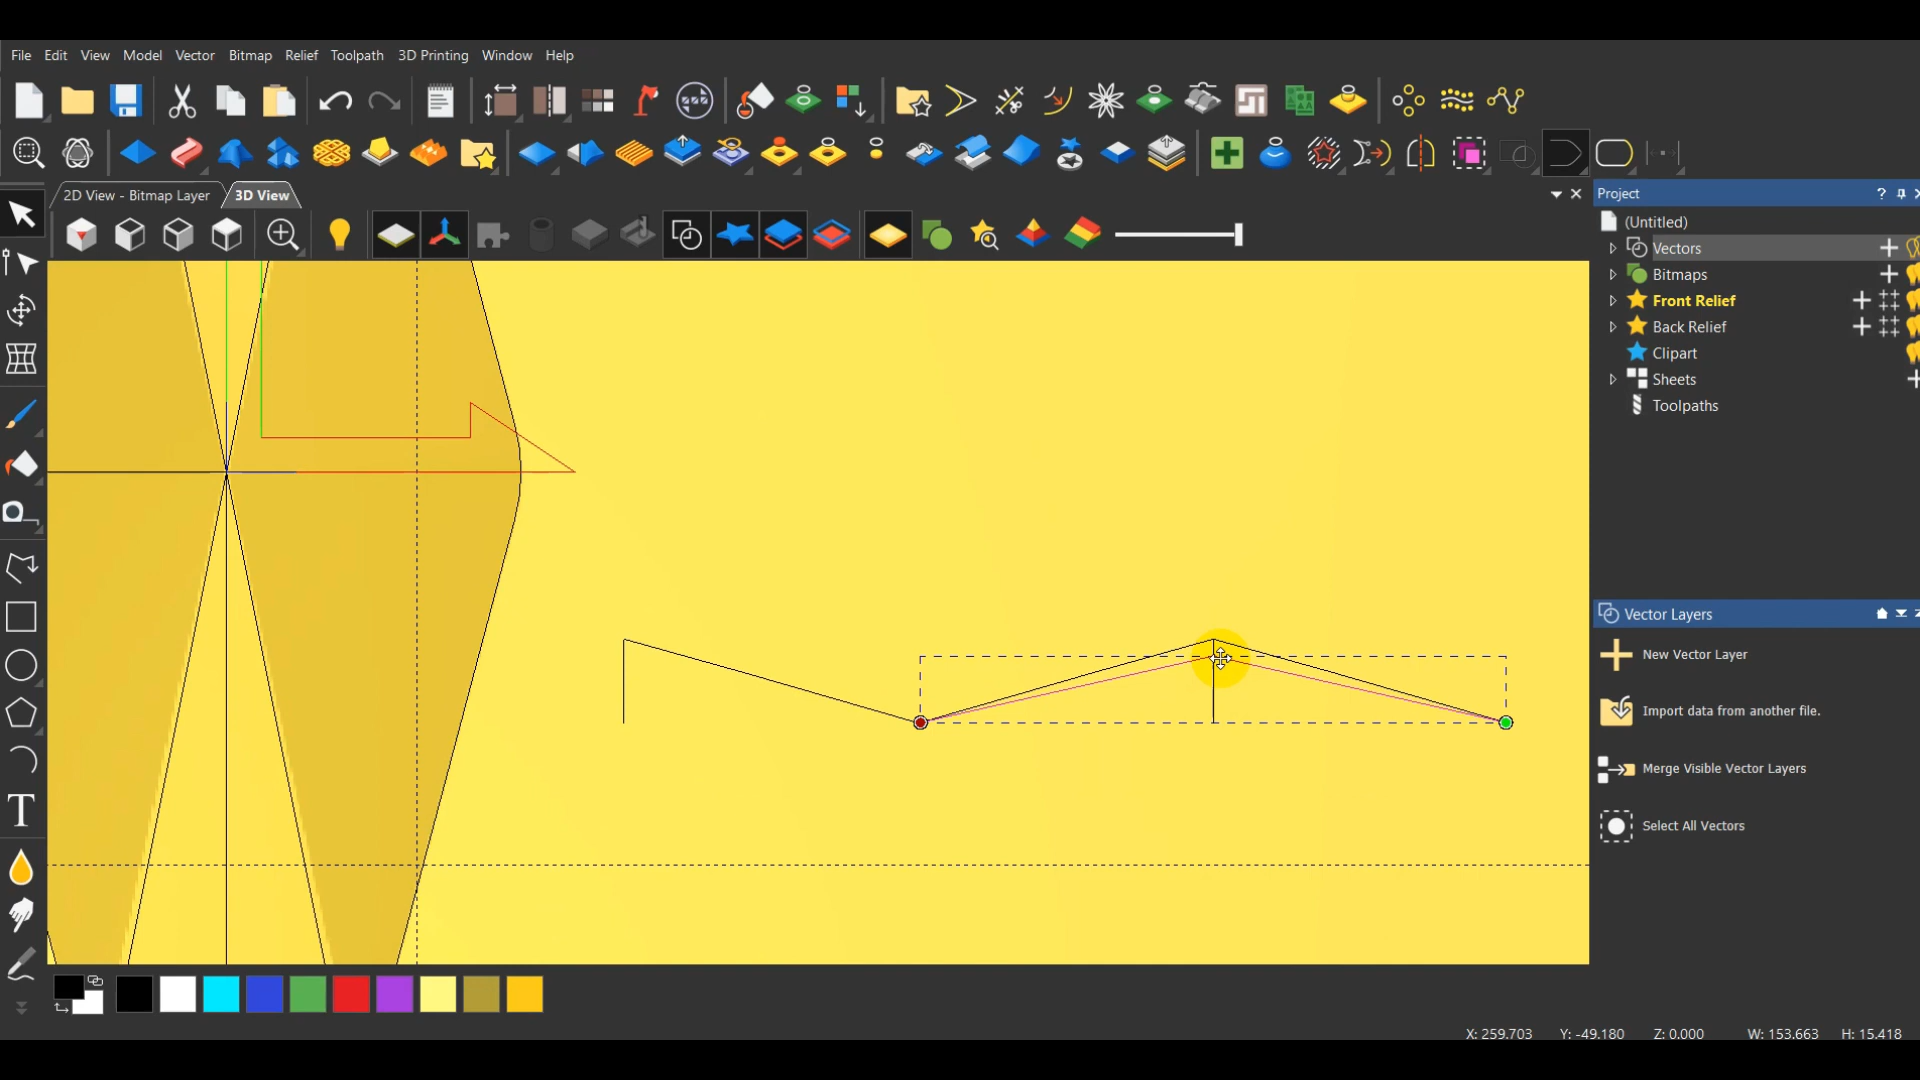 File Edit View Model Vector Bitmap Relief Toolpath 3D Printing Window Help
2D View - Bitmap Layer 3D View
Project ?
(Untitled)
Vectors
Bitmaps
Front Relief
Back Relief
Clipart
Sheets
Toolpaths
Vector Layers
New Vector Layer
Import data from another file.
Merge Visible Vector Layers
Select All Vectors
T
X: 259.703 Y: -49.180 Z: 0.000 W: 153.663 H: 15.418